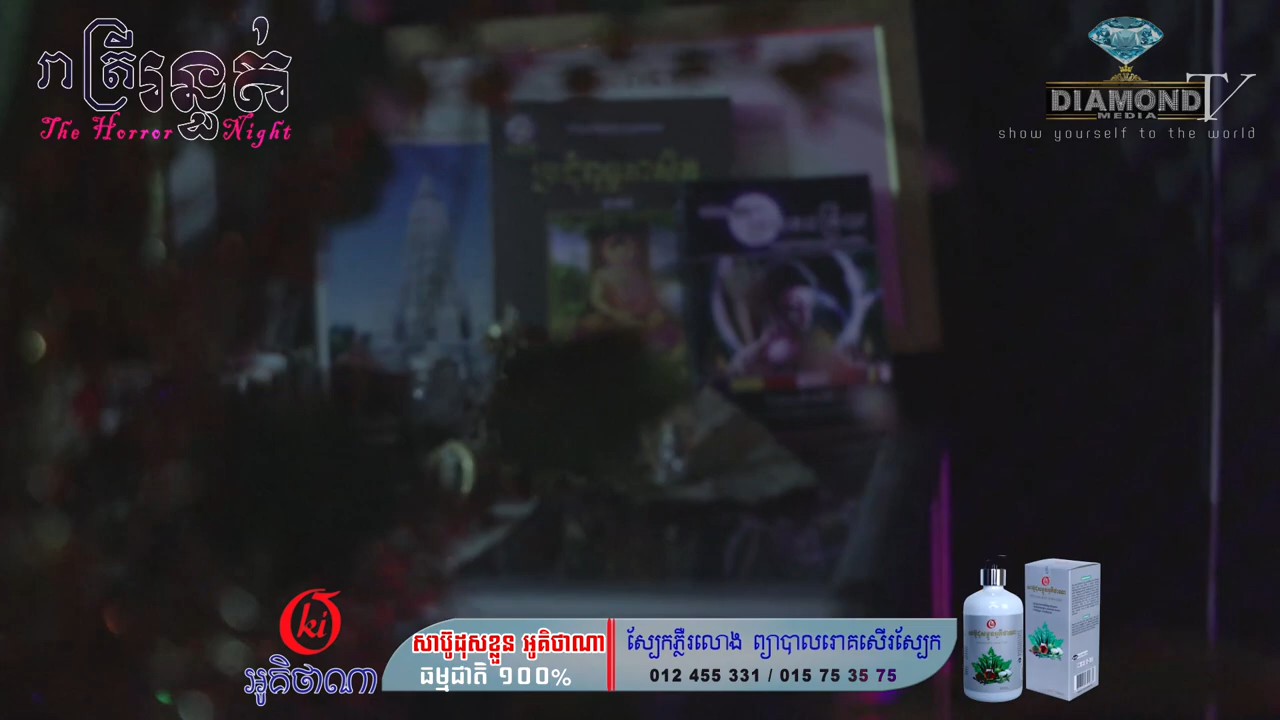 រាត្រីរន្ធត់
The Horror Night
DIAMOND TV
MEDIA
show yourself to the world
ki
អូគិថាណា
សាប៊ូដុសខ្លួន អូគិថាណា
ធម្មជាតិ ១០០%
ស្បែកភ្លឺរលោង ព្យាបាលរោគសើរស្បែក
012 455 331 / 015 75 35 75